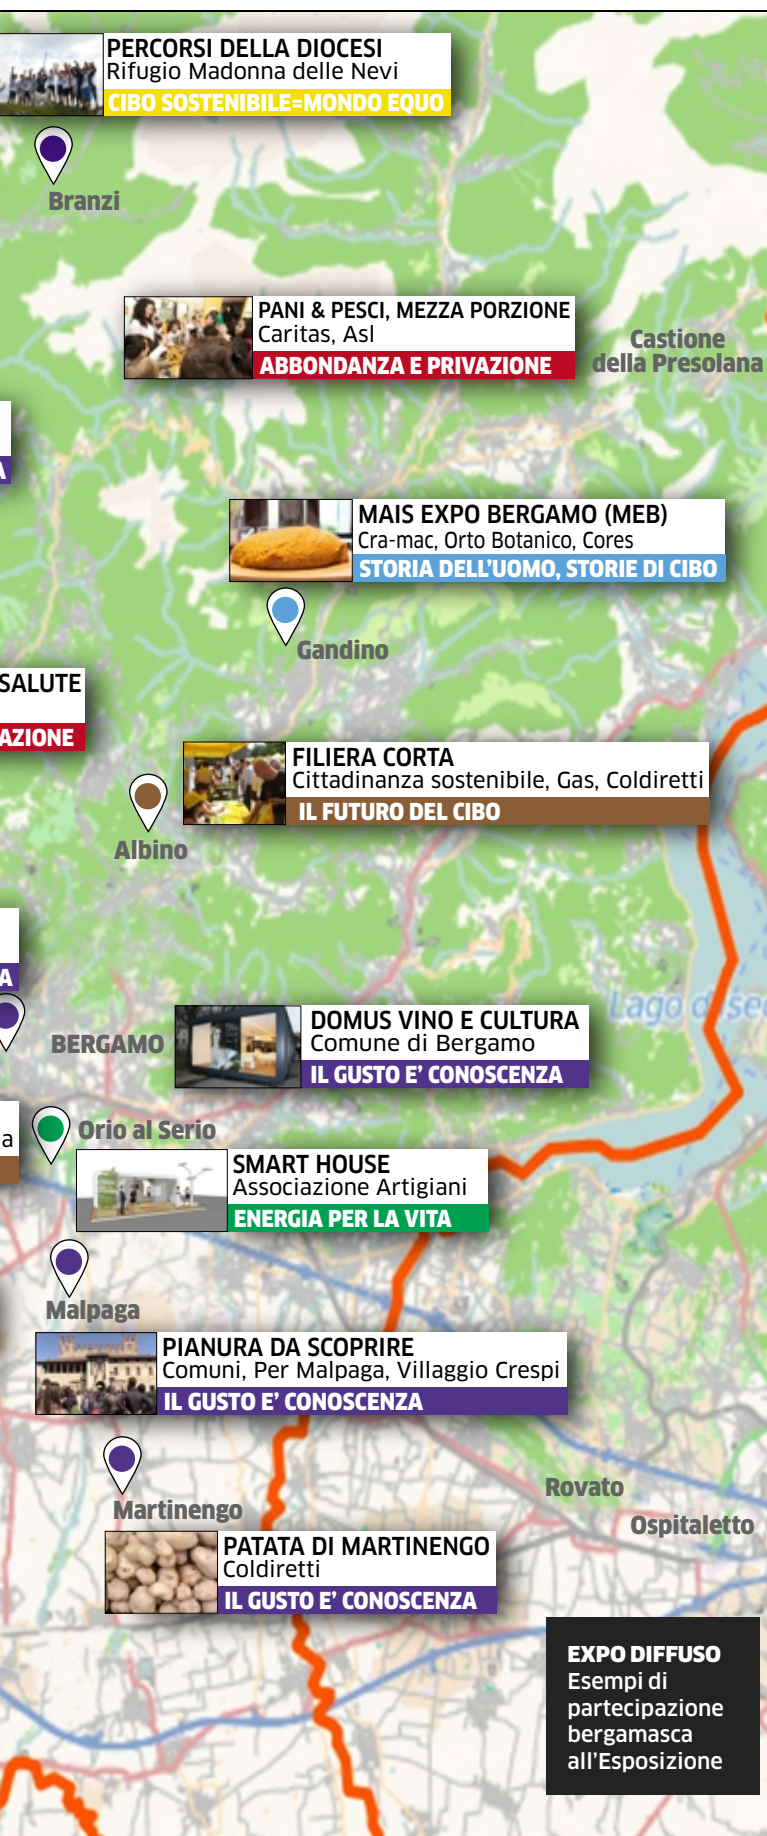 PERCORSI DELLA DIOCESI
Rifugio Madonna delle Nevi
CIBO SOSTENIBILE=MONDO EQUO
Branzi
PANI & PESCI, MEZZA PORZIONE
Caritas, Asl
ABBONDANZA E PRIVAZIONE
Castione
della Presolana
A
MAIS EXPO BERGAMO (MEB)
Cra-mac, Orto Botanico, Cores
STORIA DELL'UOMO, STORIE DI CIBO
Gandino
SALUTE
AZIONE
FILIERA CORTA
Cittadinanza sostenibile, Gas, Coldiretti
IL FUTURO DEL CIBO
Albino
A
Lago d'Iseo
BERGAMO
DOMUS VINO E CULTURA
Comune di Bergamo
IL GUSTO E' CONOSCENZA
a
Orio al Serio
SMART HOUSE
Associazione Artigiani
ENERGIA PER LA VITA
Malpaga
PIANURA DA SCOPRIRE
Comuni, Per Malpaga, Villaggio Crespi
IL GUSTO E' CONOSCENZA
Martinengo
Rovato
Ospitaletto
PATATA DI MARTINENGO
Coldiretti
IL GUSTO E' CONOSCENZA
EXPO DIFFUSO
Esempi di
partecipazione
bergamasca
all'Esposizione